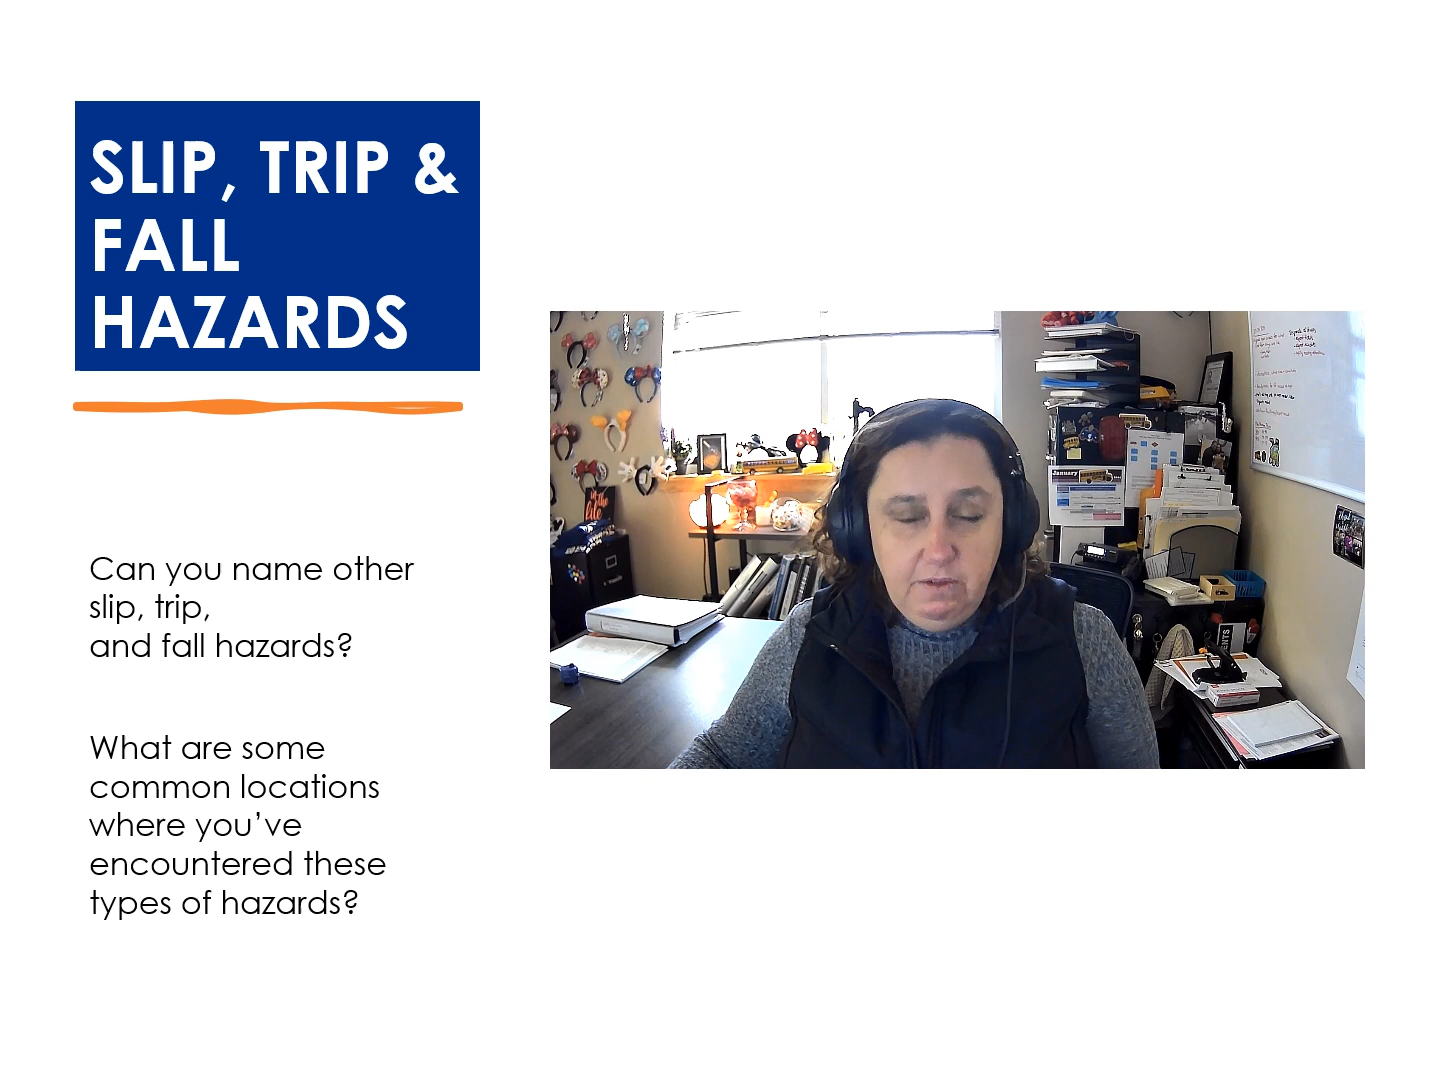 SLIP, TRIP &
FALL
HAZARDS
Can you name other
slip, trip,
and fall hazards?
What are some
common locations
where you’ve
encountered these
types of hazards?
January